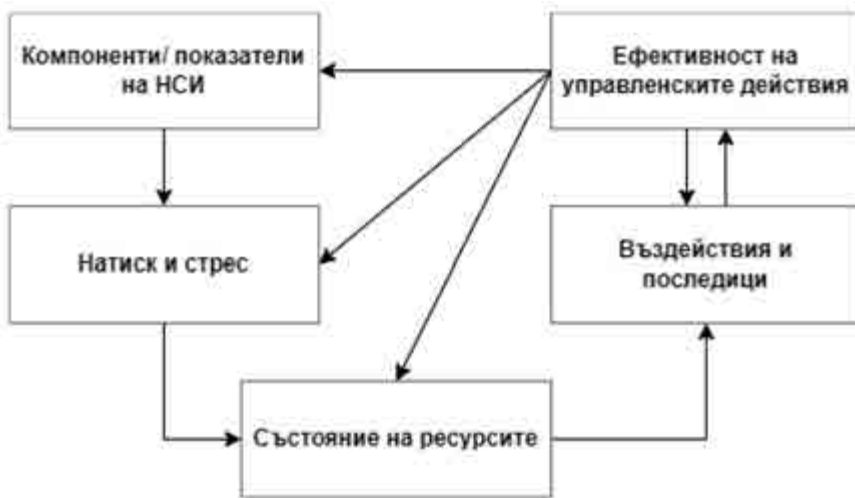 Компоненти/ показатели
на НСИ
Ефективност на
управленските действия
Натиск и стрес
Въздействия и
последици
Състояние на ресурсите